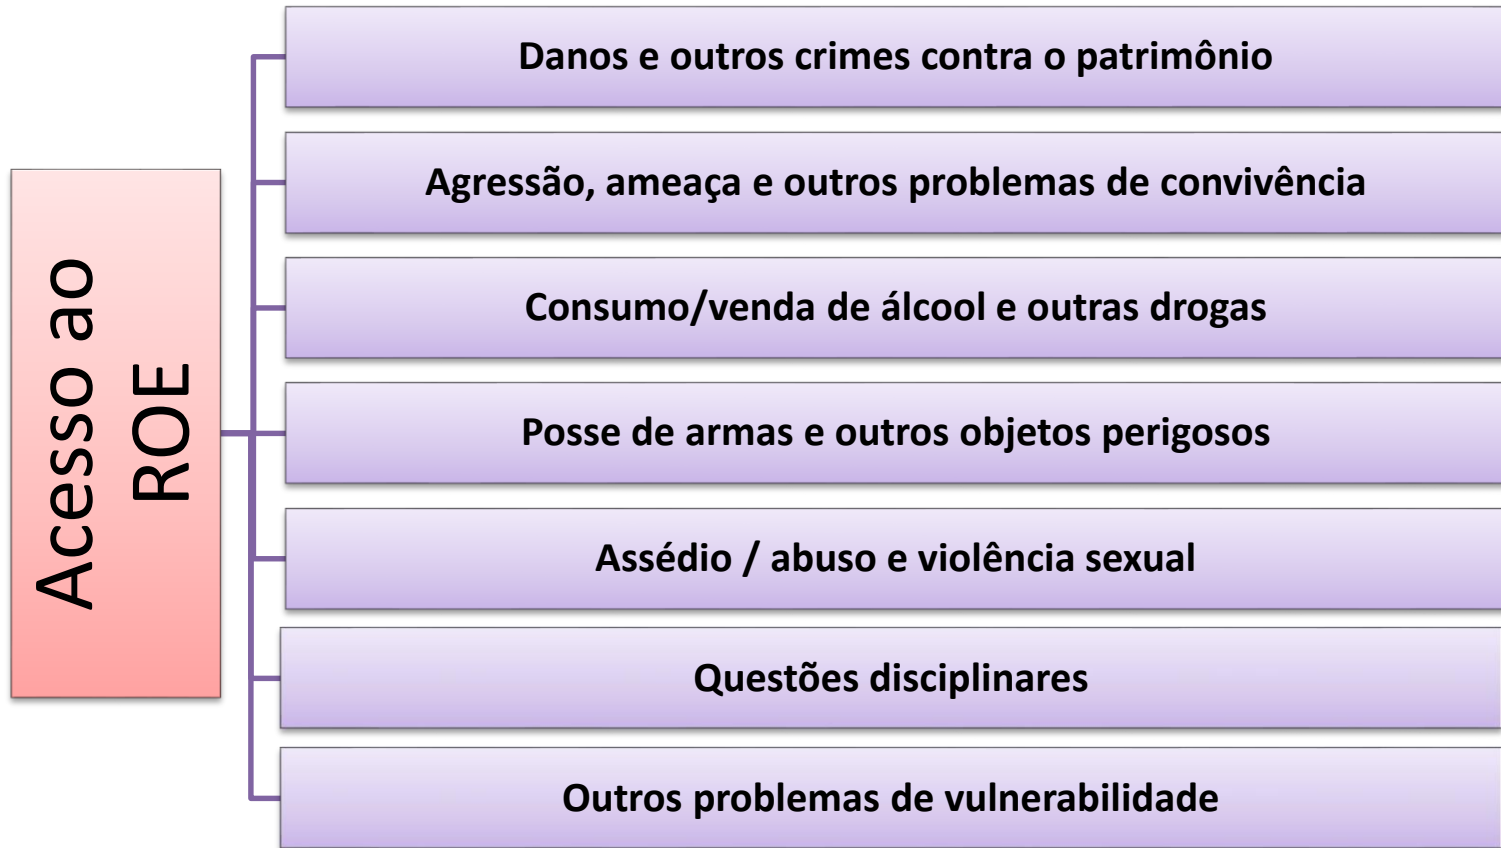 Acesso ao
ROE
Danos e outros crimes contra o patrimônio
Agressão, ameaça e outros problemas de convivência
Consumo/venda de álcool e outras drogas
Posse de armas e outros objetos perigosos
Assédio / abuso e violência sexual
Questões disciplinares
Outros problemas de vulnerabilidade